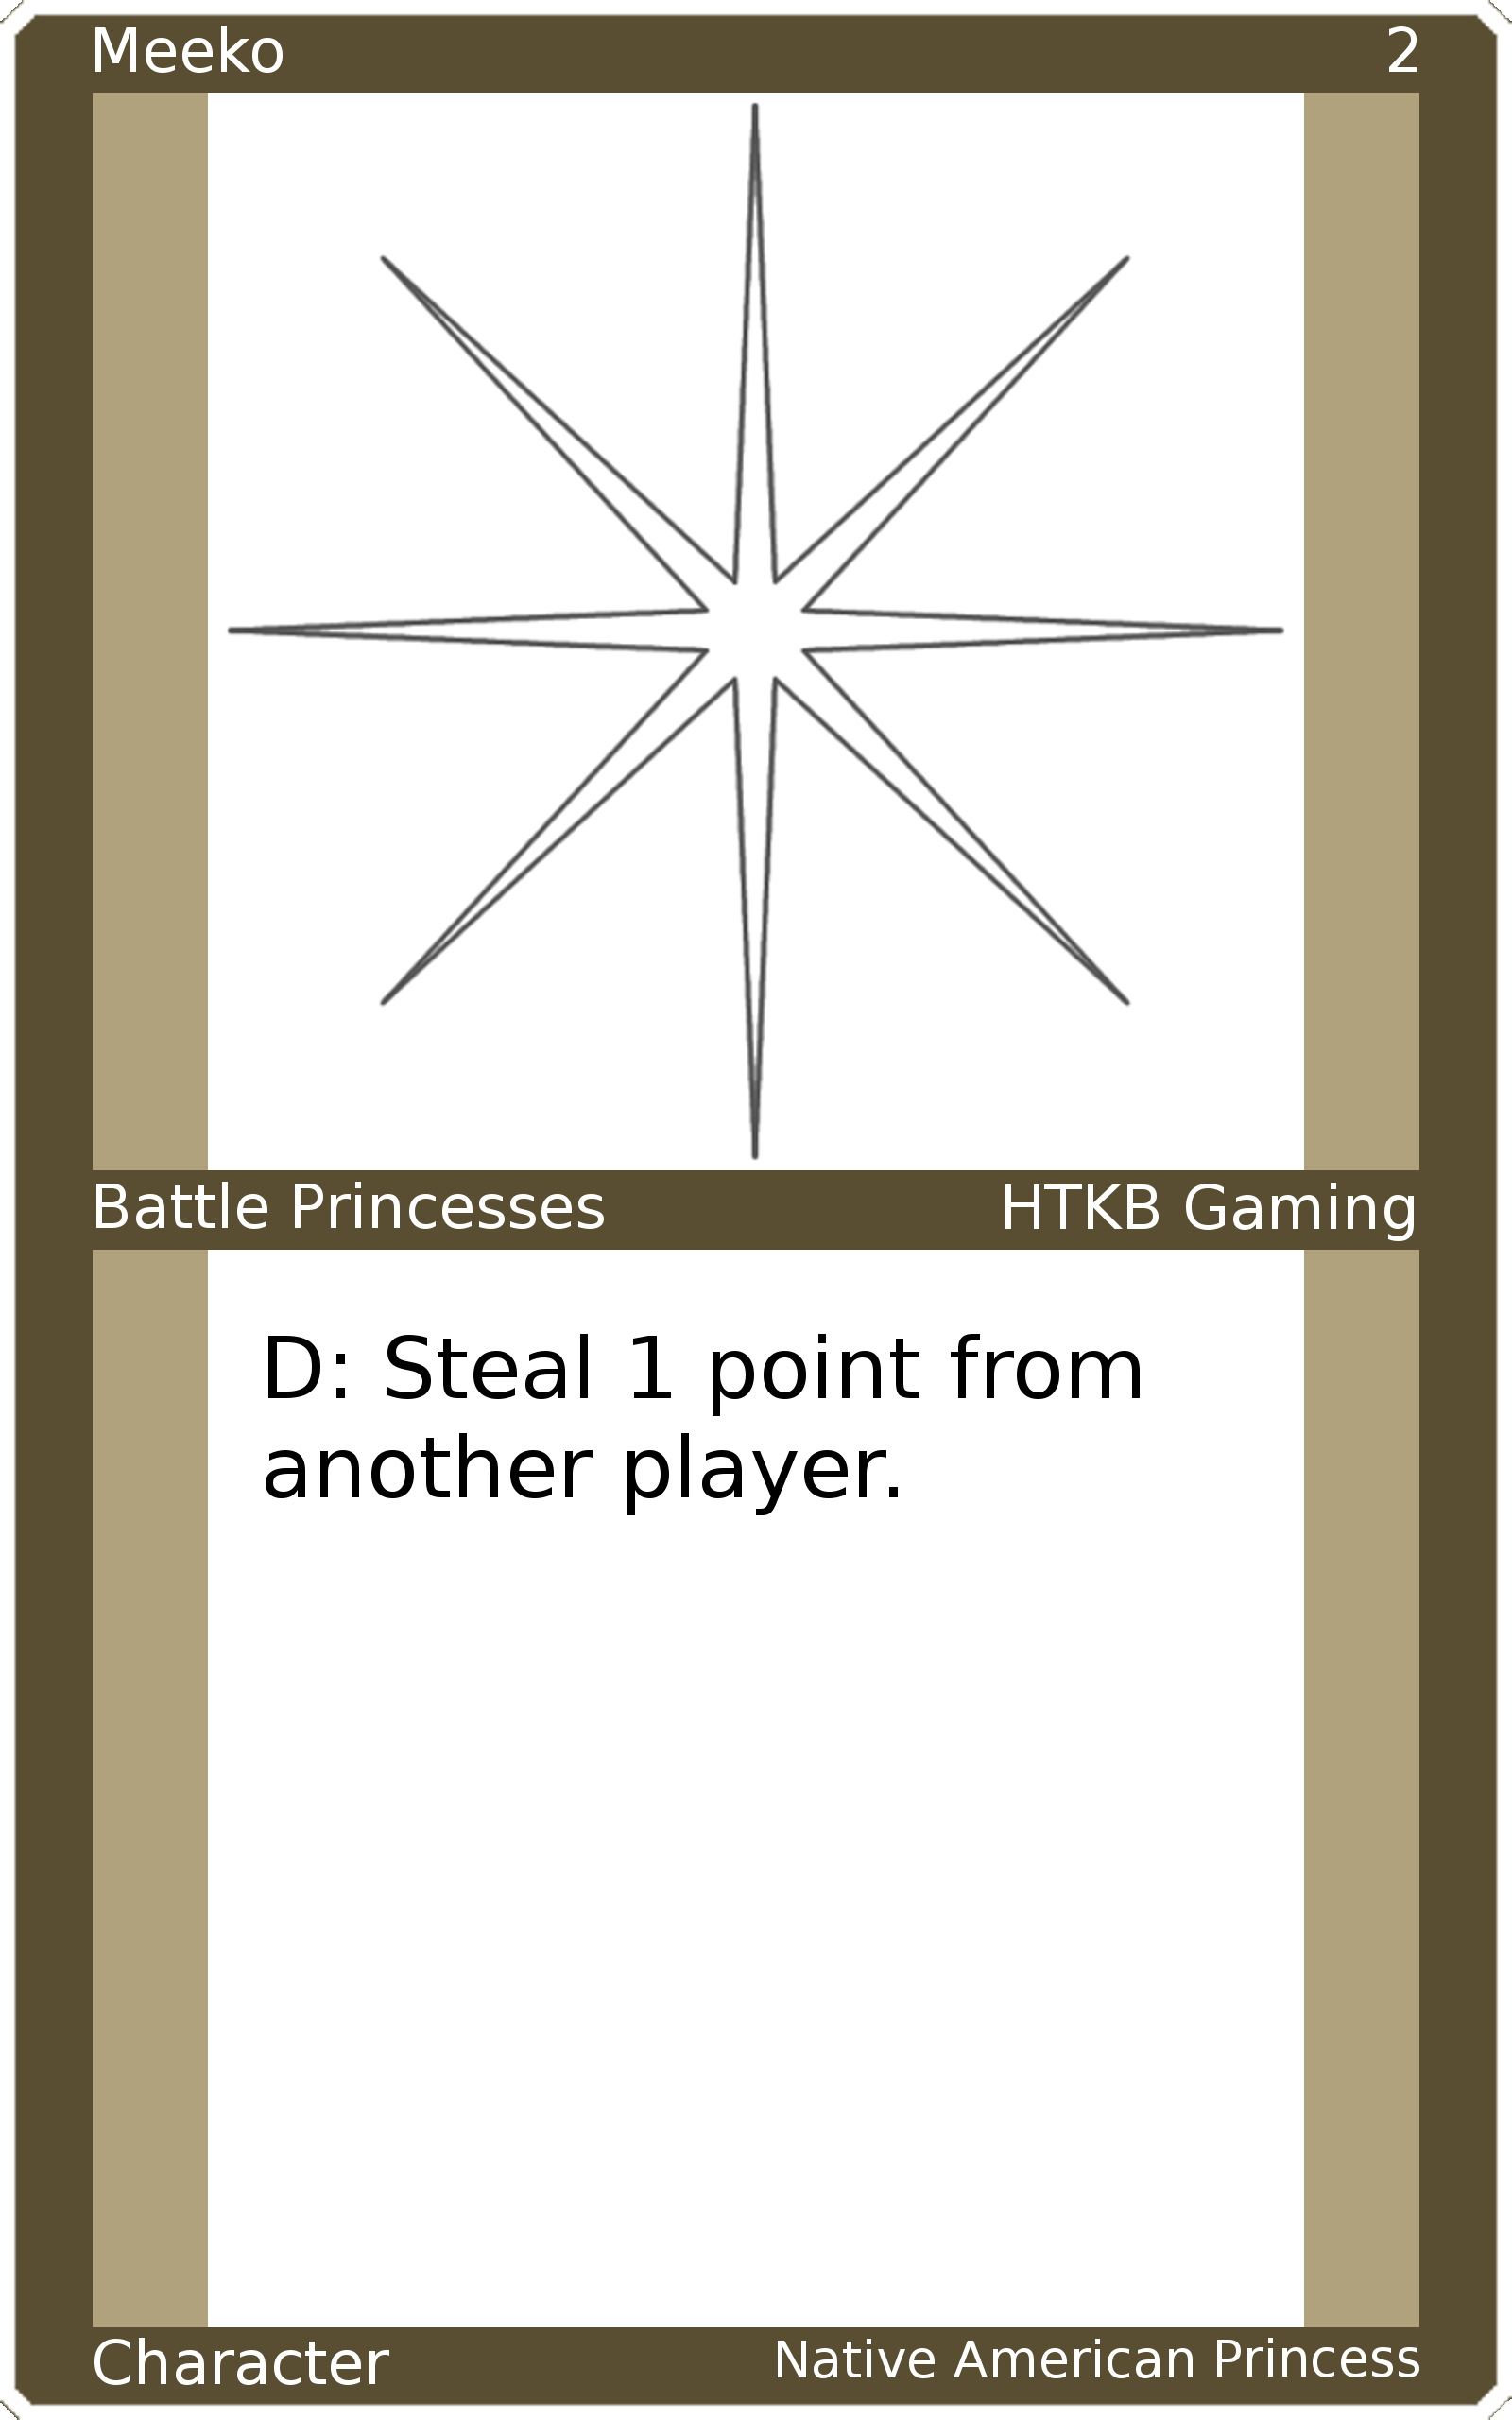 Meeko 2
Battle Princesses HTKB Gaming
D: Steal 1 point from
another player.
Character Native American Princess